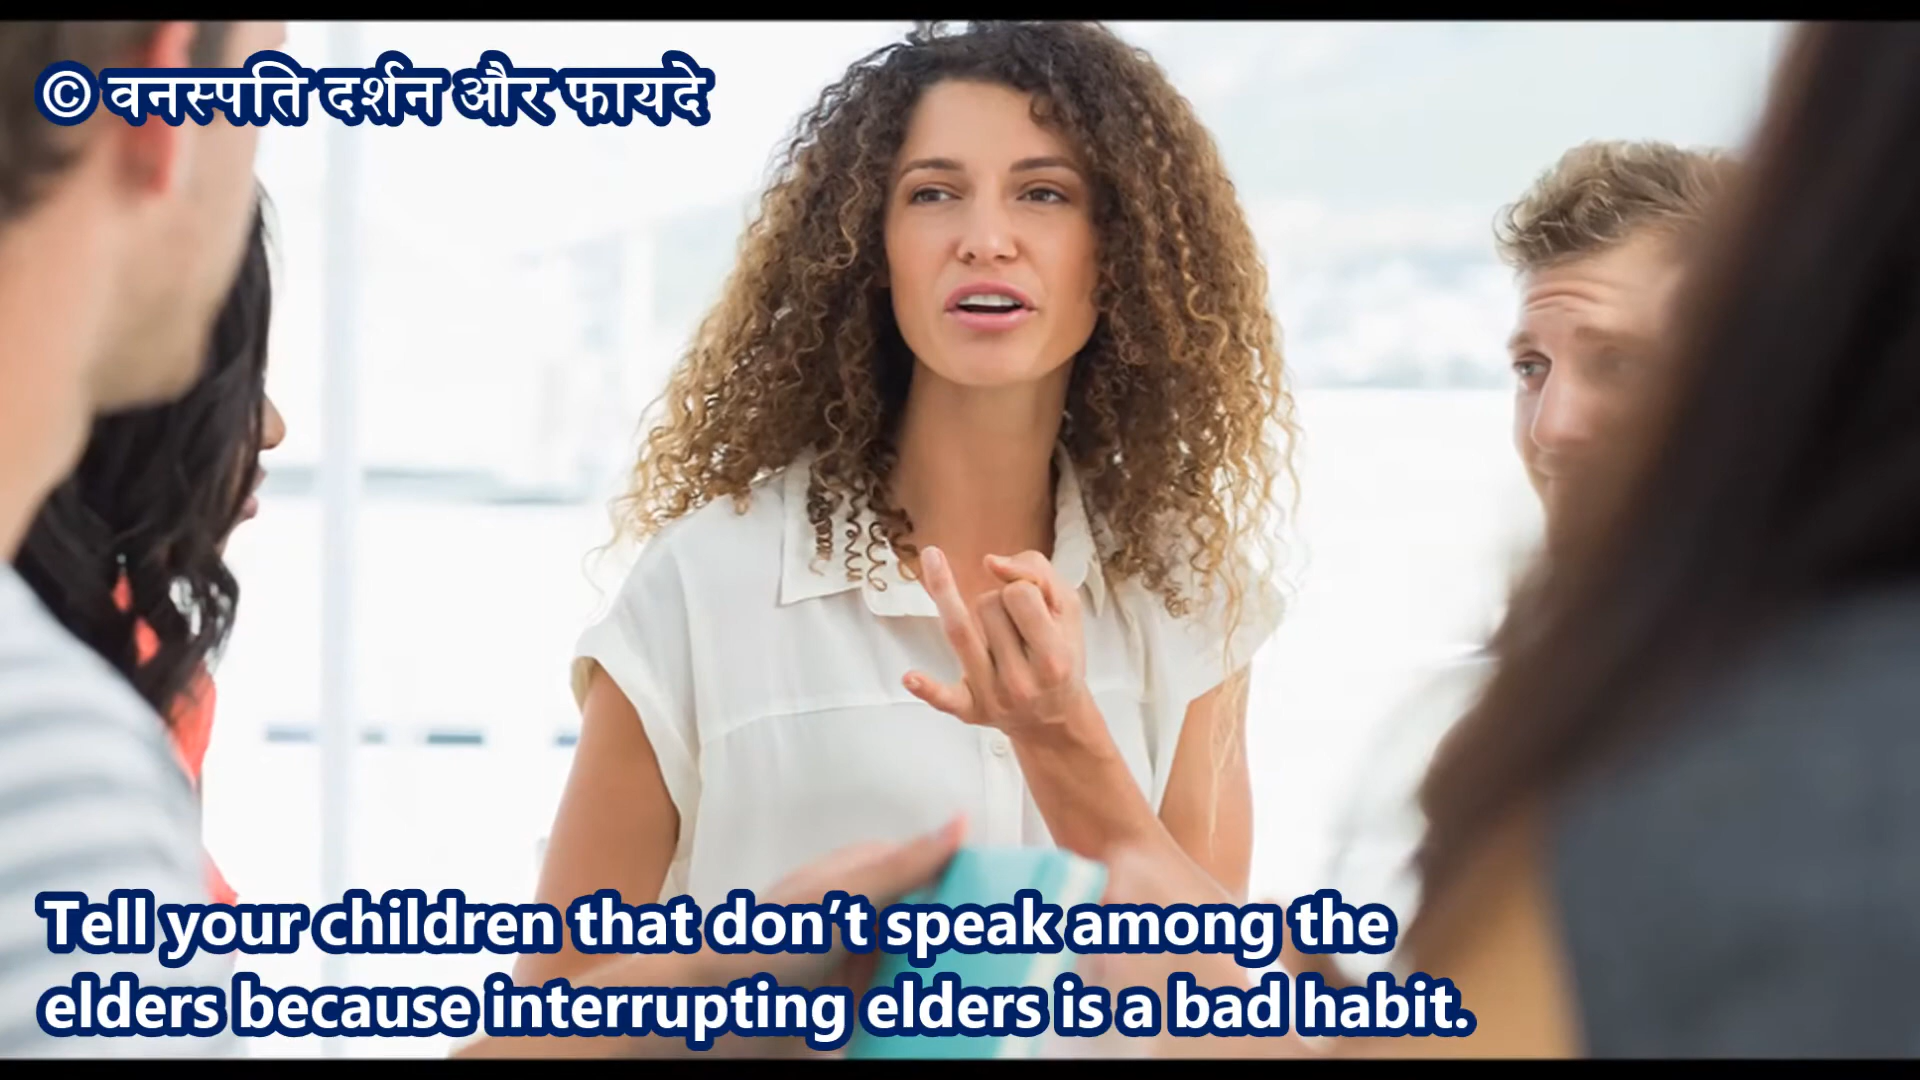 © वनस्पति दर्शन और फायदे
Tell your children that don’t speak among the
elders because interrupting elders is a bad habit.